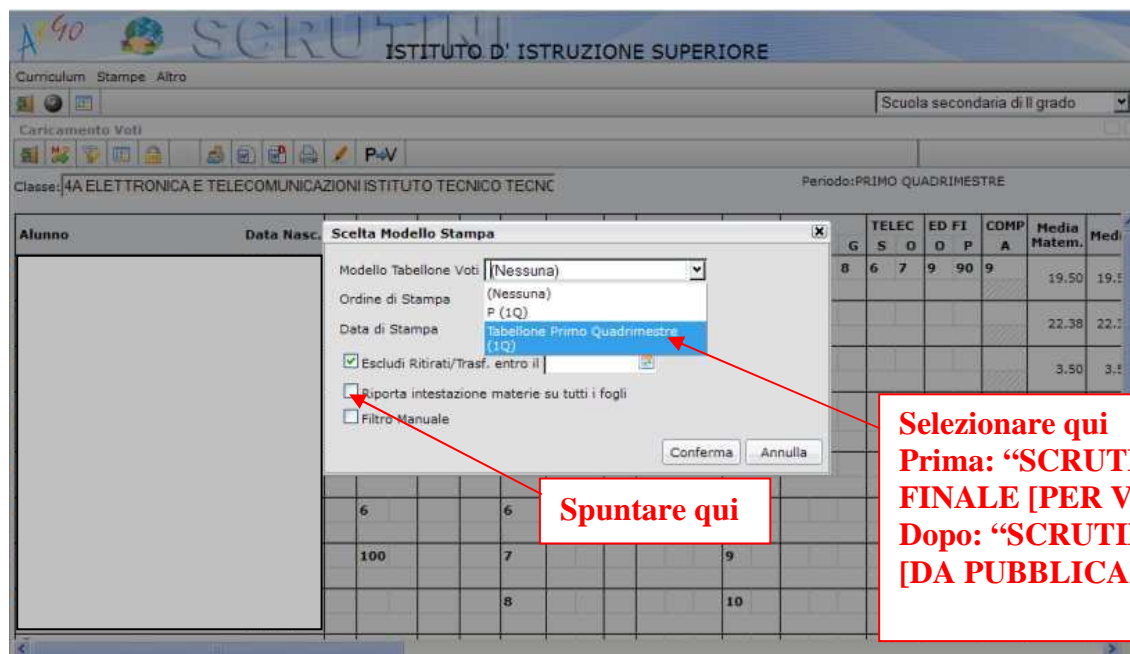 Argo SCRUTINI
ISTITUTO D' ISTRUZIONE SUPERIORE
Curriculum Stampe Altro
Scuola secondaria di II grado
Caricamento Voti
P⇒V
Classe: 4A ELETTRONICA E TELECOMUNICAZIONI ISTITUTO TECNICO TECNC
Periodo:PRIMO QUADRIMESTRE
Alunno Data Nasc.
G TELEC S O ED FI O P COMP A Media Matem. Medi
8 6 7 9 90 9 19.50
22.38
3.50
Scelta Modello Stampa
Modello Tabellone Voti (Nessuna)
(Nessuna)
P (1Q)
Tabellone Primo Quadrimestre
(1Q)
Ordine di Stampa
Data di Stampa
Escludi Ritirati/Trasf. entro il
Riporta intestazione materie su tutti i fogli
Filtro Manuale
Conferma Annulla
Spuntare qui
Selezionare qui
Prima: “SCRUTI
FINALE [PER V
Dopo: “SCRUTI
[DA PUBBLICA
6 6
100 7 9
8 10